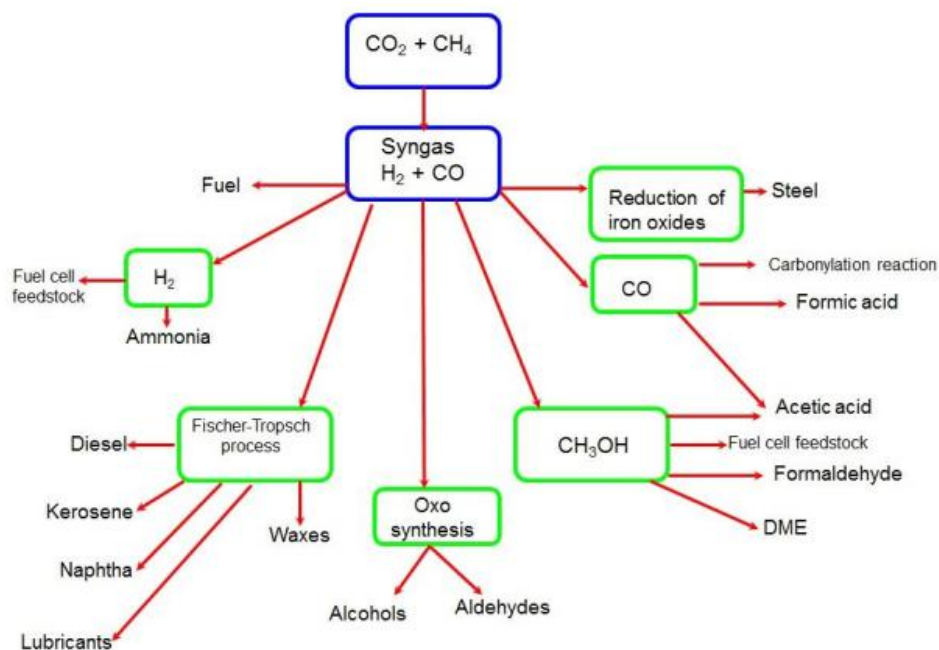 CO₂ + CH₄
Syngas
H₂ + CO
Fuel
Reduction of
iron oxides
Steel
Fuel cell
feedstock
H₂
Ammonia
CO
Carbonylation reaction
Formic acid
Acetic acid
Fischer-Tropsch
process
Diesel
Kerosene
Naphtha
Lubricants
Waxes
Oxo
synthesis
Alcohols
Aldehydes
CH₃OH
Fuel cell feedstock
Formaldehyde
DME